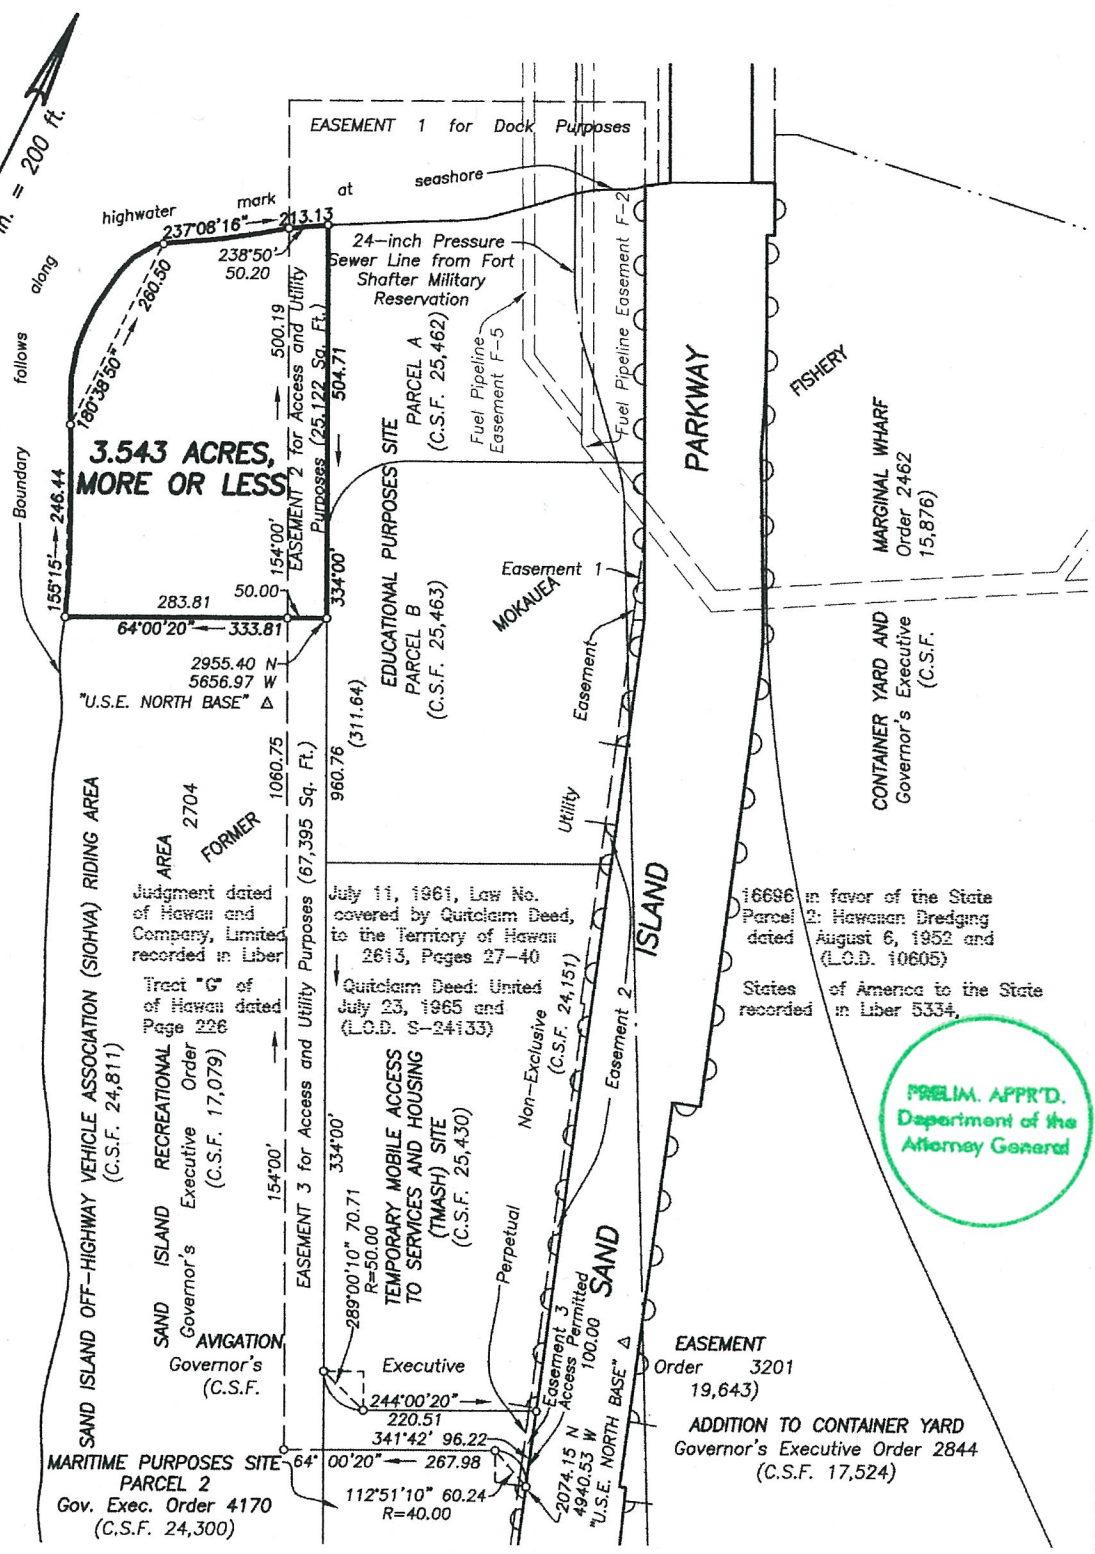 in. = 200 ft.
EASEMENT 1 for Dock Purposes
Boundary follows along highwater mark at seashore
237°08'16" 213.13
238°50'
50.20
180°38'50" 260.50
24-inch Pressure
Sewer Line from Fort
Shafter Military
Reservation
Fuel Pipeline
Easement F-5
Fuel Pipeline Easement F-2
500.19
154°00'
EASEMENT 2 for Access and Utility
Purposes (25,122 Sq. Ft.)
504.71
334°00'
PARCEL A
(C.S.F. 25,462)
3.543 ACRES,
MORE OR LESS
155°15' 246.44
283.81
50.00
64°00'20" 333.81
2955.40 N
5656.97 W
"U.S.E. NORTH BASE" Δ
EDUCATIONAL PURPOSES SITE
PARCEL B
(C.S.F. 25,463)
(311.64)
960.76
1060.75
PARKWAY
ISLAND
SAND
FISHERY
MOKAUEA
FORMER
MARGINAL WHARF
Order 2462
15,876)
CONTAINER YARD AND
Governor's Executive
(C.S.F.
Easement 1
Easement
Utility
Non-Exclusive
(C.S.F. 24,151)
Perpetual
Easement 2
AREA
2704
Judgment dated July 11, 1961, Law No. 16696 in favor of the State
of Hawaii and covered by Quitclaim Deed, Parcel 2: Hawaiian Dredging
Company, Limited to the Territory of Hawaii dated August 6, 1952 and
recorded in Liber 2613, Pages 27-40 (L.O.D. 10605)
Tract "G" of Quitclaim Deed: United States of America to the State
of Hawaii dated July 23, 1965 and recorded in Liber 5334,
Page 226 (L.O.D. S-24133)
SAND ISLAND OFF-HIGHWAY VEHICLE ASSOCIATION (SIOHVA) RIDING AREA
(C.S.F. 24,811)
SAND ISLAND RECREATIONAL
Governor's Executive Order
(C.S.F. 17,079)
EASEMENT 3 for Access and Utility Purposes (67,395 Sq. Ft.)
154°00'
334°00'
TEMPORARY MOBILE ACCESS
TO SERVICES AND HOUSING
(TMASH) SITE
(C.S.F. 25,430)
289°00'10" 70.71
R=50.00
PRELIM. APPR'D.
Department of the
Attorney General
AVIGATION EASEMENT
Governor's Executive Order 3201
(C.S.F. 19,643)
244°00'20"
220.51
341°42' 96.22
64°00'20" 267.98
112°51'10" 60.24
R=40.00
Easement 3
Access Permitted
100.00
2074.15 N
4940.53 W
"U.S.E. NORTH BASE" Δ
ADDITION TO CONTAINER YARD
Governor's Executive Order 2844
(C.S.F. 17,524)
MARITIME PURPOSES SITE
PARCEL 2
Gov. Exec. Order 4170
(C.S.F. 24,300)